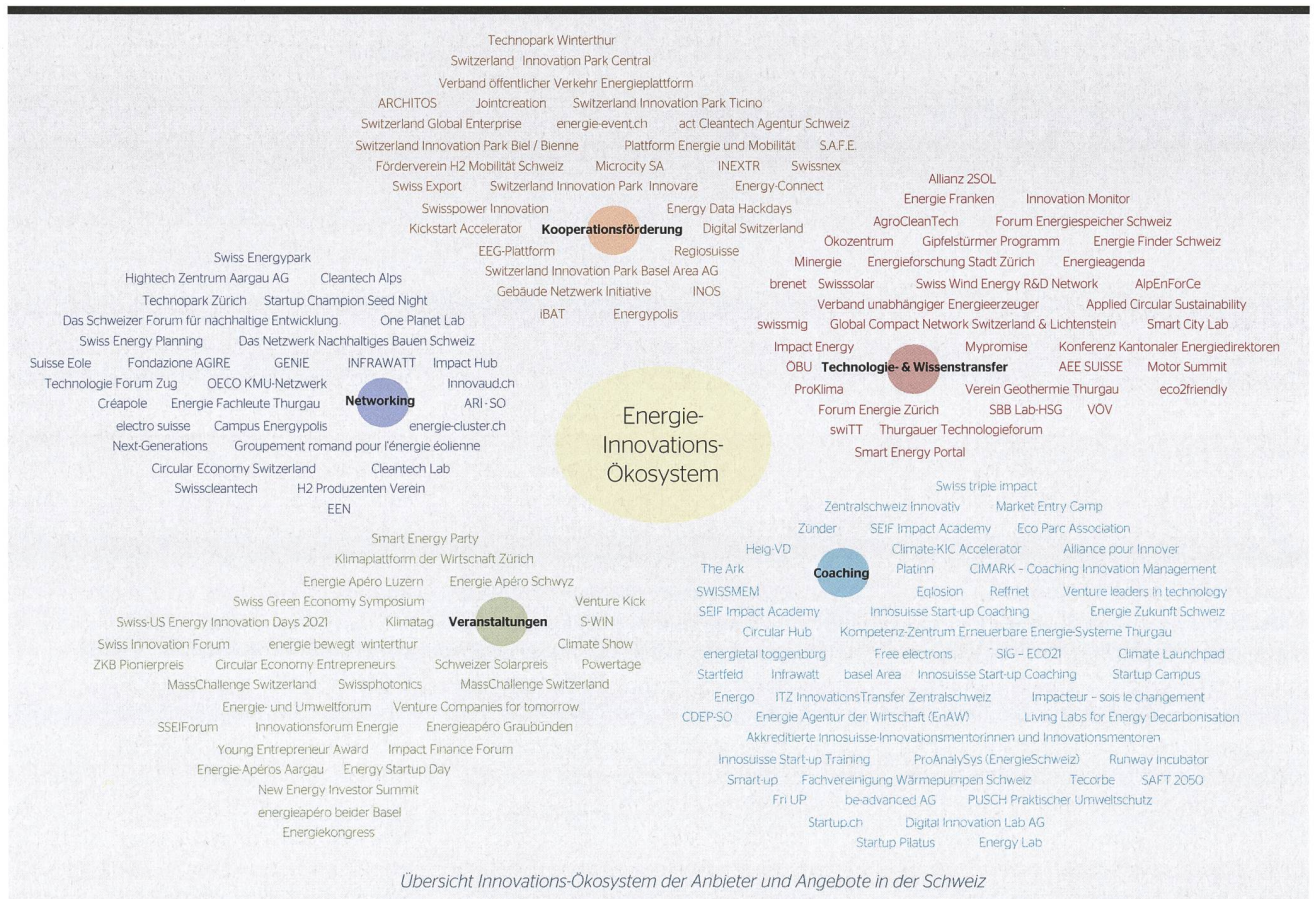 Technopark Winterthur
Switzerland Innovation Park Central
Verband öffentlicher Verkehr Energieplattform
ARCHITOS Jointcreation Switzerland Innovation Park Ticino
Switzerland Global Enterprise energie-event.ch act Cleantech Agentur Schweiz
Switzerland Innovation Park Biel / Bienne Plattform Energie und Mobilität S.A.F.E.
Förderverein H2 Mobilität Schweiz Microcity SA INEXTR Swissnex
Swiss Export Switzerland Innovation Park Innovare Energy-Connect
Swisspower Innovation Energy Data Hackdays
Kickstart Accelerator Kooperationsförderung Digital Switzerland
EEG-Plattform Regiosuisse
Switzerland Innovation Park Basel Area AG
Gebäude Netzwerk Initiative INOS
iBAT Energypolis
Allianz 2SOL
Energie Franken Innovation Monitor
AgroCleanTech Forum Energiespeicher Schweiz
Ökozentrum Gipfelstürmer Programm Energie Finder Schweiz
Minergie Energieforschung Stadt Zürich Energieagenda
brenet Swisssolar Swiss Wind Energy R&D Network AlpEnForCe
Verband unabhängiger Energieerzeuger Applied Circular Sustainability
swissmig Global Compact Network Switzerland & Lichtenstein Smart City Lab
Impact Energy Mypromise Konferenz Kantonaler Energiedirektoren
ÖBU Technologie- & Wissenstransfer AEE SUISSE Motor Summit
ProKlima Verein Geothermie Thurgau eco2friendly
Forum Energie Zürich SBB Lab-HSG VÖV
swiTT Thurgauer Technologieforum
Smart Energy Portal
Swiss Energypark
Hightech Zentrum Aargau AG Cleantech Alps
Technopark Zürich Startup Champion Seed Night
Das Schweizer Forum für nachhaltige Entwicklung One Planet Lab
Swiss Energy Planning Das Netzwerk Nachhaltiges Bauen Schweiz
Suisse Eole Fondazione AGIRE GENIE INFRAWATT Impact Hub
Technologie Forum Zug OECO KMU-Netzwerk Innovaud.ch
Créapole Energie Fachleute Thurgau Networking ARI-SO
electro suisse Campus Energypolis energie-cluster.ch
Next-Generations Groupement romand pour l'énergie éolienne
Circular Economy Switzerland Cleantech Lab
Swisscleantech H2 Produzenten Verein
EEN
Energie-
Innovations-
Ökosystem
Smart Energy Party
Klimaplattform der Wirtschaft Zürich
Energie Apéro Luzern Energie Apéro Schwyz
Swiss Green Economy Symposium Venture Kick
Swiss-US Energy Innovation Days 2021 Klimatag Veranstaltungen S-WIN
Swiss Innovation Forum energie bewegt winterthur Climate Show
ZKB Pionierpreis Circular Economy Entrepreneurs Schweizer Solarpreis Powertage
MassChallenge Switzerland Swissphotonics MassChallenge Switzerland
Energie- und Umweltforum Venture Companies for tomorrow
SSEIForum Innovationsforum Energie Energieapéro Graubünden
Young Entrepreneur Award Impact Finance Forum
Energie-Apéros Aargau Energy Startup Day
New Energy Investor Summit
energieapéro beider Basel
Energiekongress
Swiss triple impact
Zentralschweiz Innovativ Market Entry Camp
Zünder SEIF Impact Academy Eco Parc Association
Heig-VD Climate-KIC Accelerator Alliance pour Innover
The Ark Coaching Platinn CIMARK – Coaching Innovation Management
SWISSMEM Eqlosion Reffnet Venture leaders in technology
SEIF Impact Academy Innosuisse Start-up Coaching Energie Zukunft Schweiz
Circular Hub Kompetenz-Zentrum Erneuerbare Energie-Systeme Thurgau
energietal toggenburg Free electrons SIG – ECO21 Climate Launchpad
Startfeld Infrawatt basel Area Innosuisse Start-up Coaching Startup Campus
Energo ITZ InnovationsTransfer Zentralschweiz Impacteur – sois le changement
CDEP-SO Energie Agentur der Wirtschaft (EnAW) Living Labs for Energy Decarbonisation
Akkreditierte Innosuisse-Innovationsmentorinnen und Innovationsmentoren
Innosuisse Start-up Training ProAnalySys (EnergieSchweiz) Runway Incubator
Smart-up Fachvereinigung Wärmepumpen Schweiz Tecorbe SAFT 2050
Fri UP be-advanced AG PUSCH Praktischer Umweltschutz
Startup.ch Digital Innovation Lab AG
Startup Pilatus Energy Lab
Übersicht Innovations-Ökosystem der Anbieter und Angebote in der Schweiz